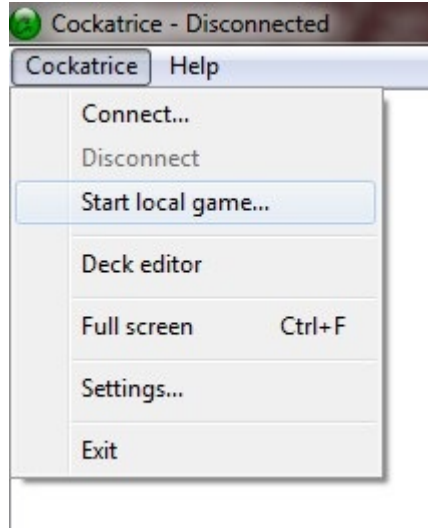 Cockatrice - Disconnected
Cockatrice Help
Connect...
Disconnect
Start local game...
Deck editor
Full screen Ctrl+F
Settings...
Exit